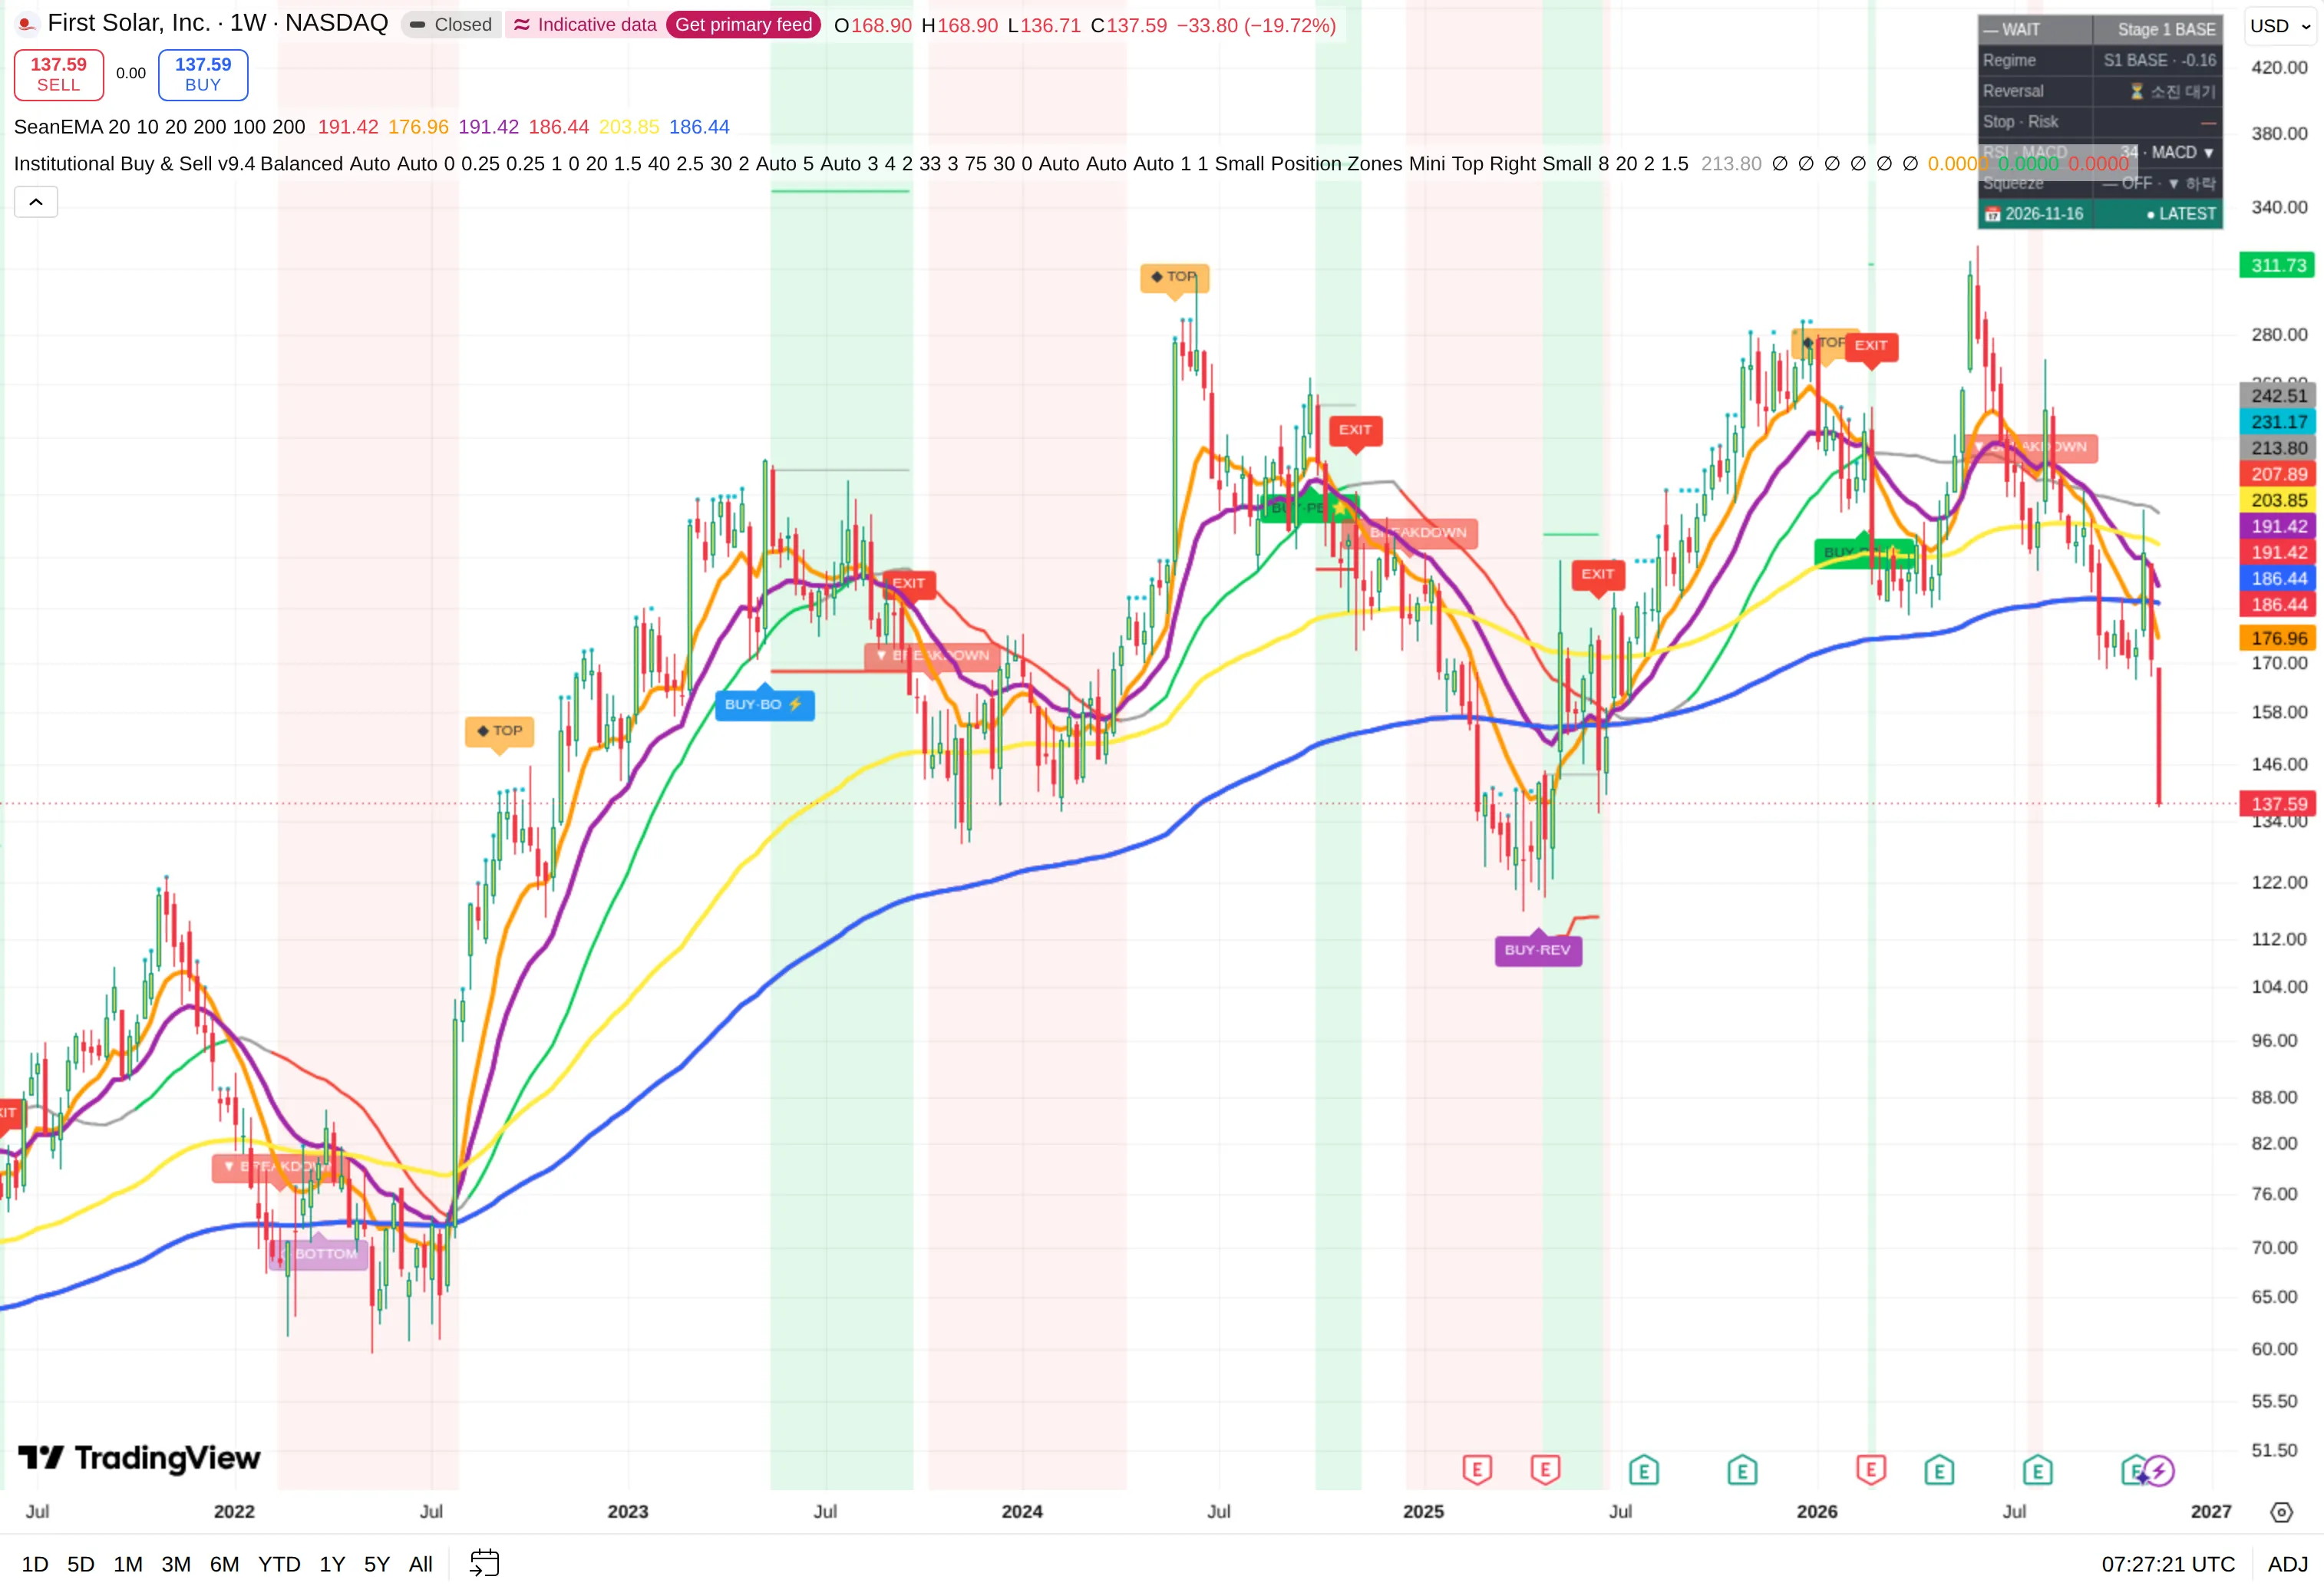 First Solar, Inc. · 1W · NASDAQ Closed Indicative data Get primary feed O168.90 H168.90 L136.71 C137.59 −33.80 (−19.72%)
137.59 SELL
0.00
137.59 BUY
SeanEMA 20 10 20 200 100 200 191.42 176.96 191.42 186.44 203.85 186.44
Institutional Buy & Sell v9.4 Balanced Auto Auto 0 0.25 0.25 1 0 20 1.5 40 2.5 30 2 Auto 5 Auto 3 4 2 33 3 75 30 0 Auto Auto Auto 1 1 Small Position Zones Mini Top Right Small 8 20 2 1.5 213.80 ∅ ∅ ∅ ∅ ∅ ∅ 0.0000 0.0000 0.0000
— WAIT Stage 1 BASE
Regime S1 BASE · -0.16
Reversal ⏳ 소진 대기
Stop · Risk —
RSI · MACD 34 · MACD ▼
Squeeze — OFF · ▼ 하락
📅 2026-11-16 ● LATEST
USD
420.00
380.00
340.00
311.73
280.00
242.51
231.17
213.80
207.89
203.85
191.42
191.42
186.44
186.44
176.96
170.00
158.00
146.00
137.59
134.00
122.00
112.00
104.00
96.00
88.00
82.00
76.00
70.00
65.00
60.00
55.50
51.50
◆ TOP
◆ TOP
◆ TOP
EXIT
EXIT
EXIT
EXIT
BUY-BO ⚡
BUY-REV
▼ BREAKDOWN
▼ BREAKDOWN
BREAKDOWN
BOTTOM
E
E
E
E
E
E
E
E
TradingView
Jul 2022 Jul 2023 Jul 2024 Jul 2025 Jul 2026 Jul 2027
1D 5D 1M 3M 6M YTD 1Y 5Y All 07:27:21 UTC ADJ